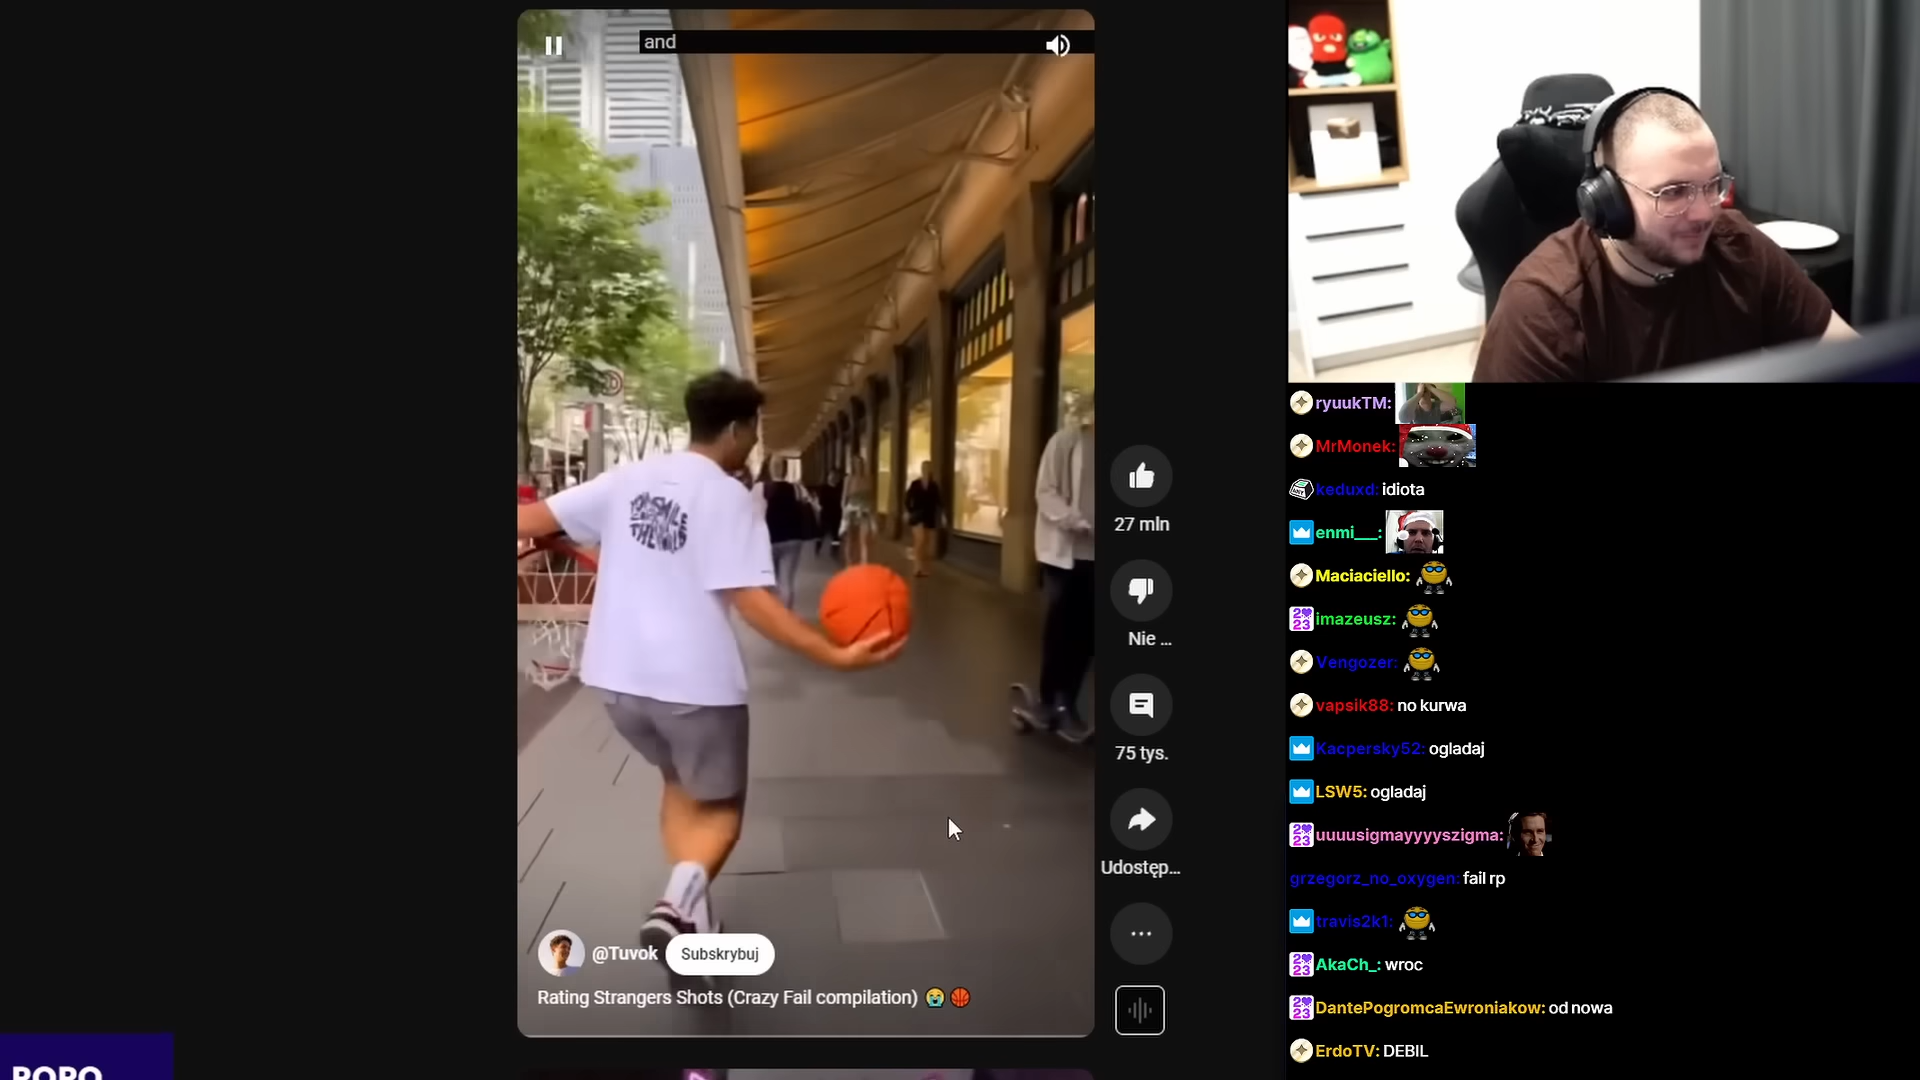 and
27 mln
Nie ...
75 tys.
Udostęp...
@Tuvok
Subskrybuj
Rating Strangers Shots (Crazy Fail compilation) 😭 🏀
ryuukTM:
MrMonek:
keduxd: idiota
enmi___:
Maciaciello:
imazeusz:
Vengozer:
vapsik88: no kurwa
Kacpersky52: ogladaj
LSW5: ogladaj
uuuusigmayyyyszigma:
grzegorz_no_oxygen: fail rp
travis2k1:
AkaCh_: wroc
DantePogromcaEwroniakow: od nowa
ErdoTV: DEBIL